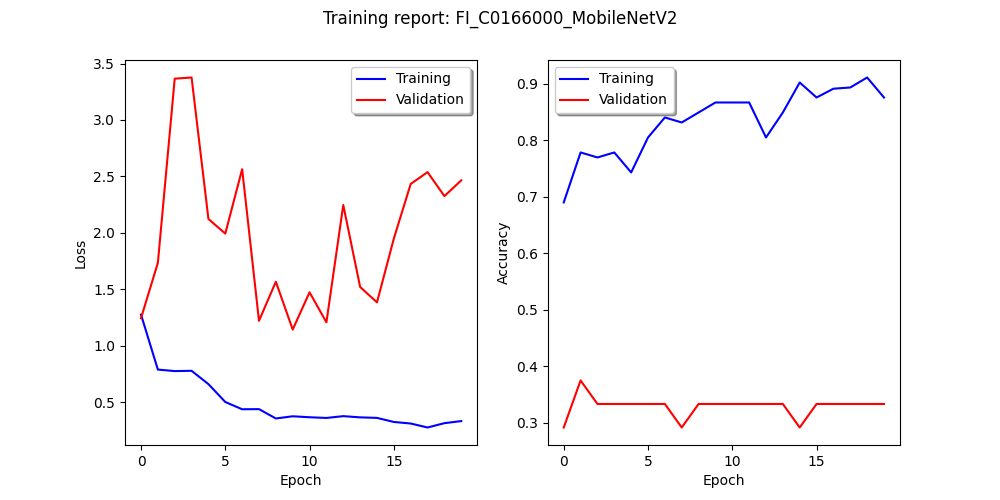 Training report: FI_C0166000_MobileNetV2
Training
Validation
3.5
3.0
2.5
2.0
1.5
1.0
0.5
Loss
0 5 10 15
Epoch
Training
Validation
0.9
0.8
0.7
0.6
0.5
0.4
0.3
Accuracy
0 5 10 15
Epoch